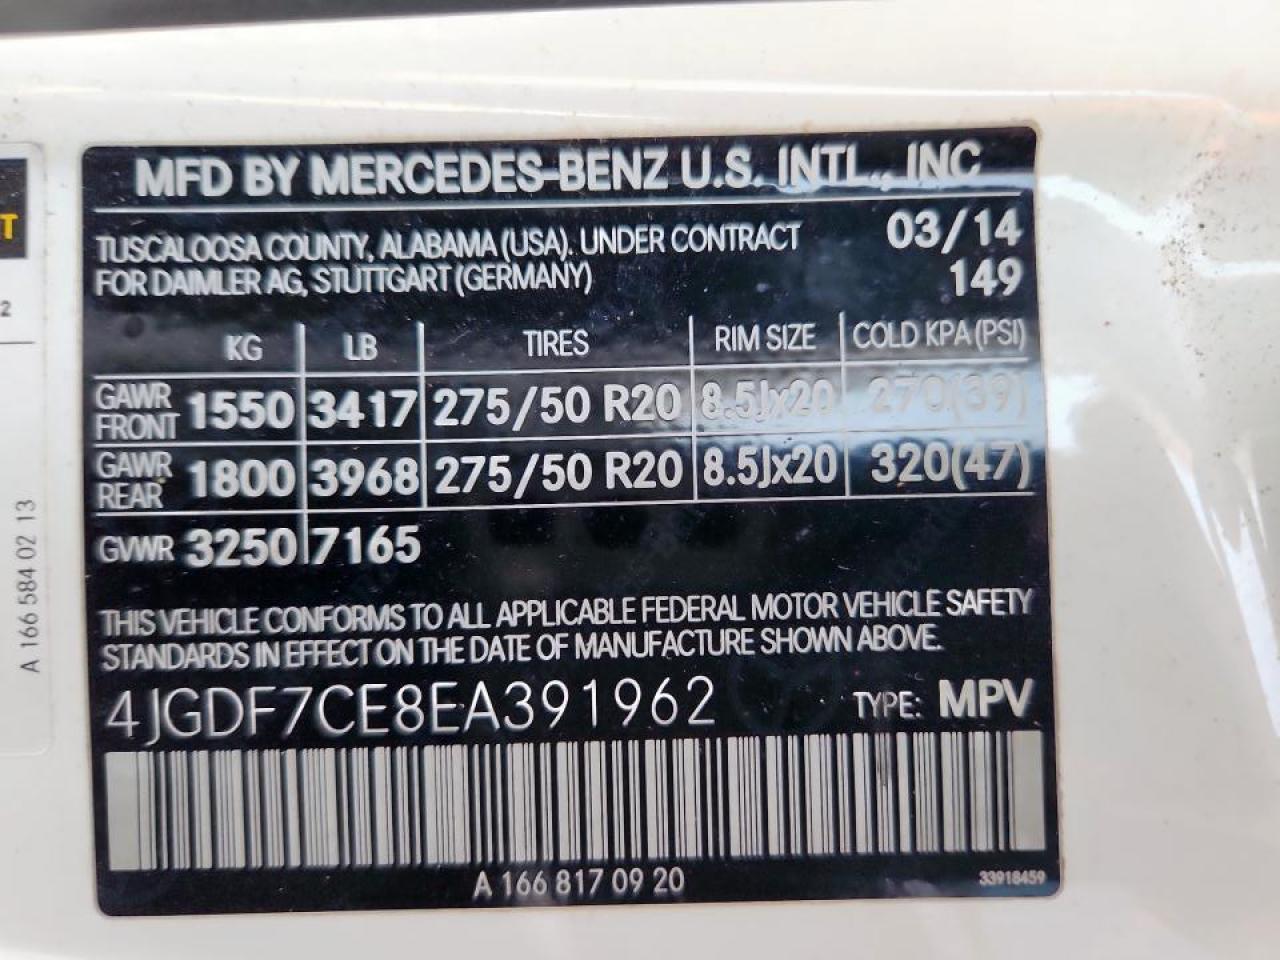 MFD BY MERCEDES-BENZ U.S. INTL., INC
TUSCALOOSA COUNTY, ALABAMA (USA). UNDER CONTRACT 03/14
FOR DAIMLER AG, STUTTGART (GERMANY) 149
KG LB TIRES RIM SIZE COLD KPA (PSI)
GAWR FRONT 1550 3417 275/50 R20 8.5Jx20 270(39)
GAWR REAR 1800 3968 275/50 R20 8.5Jx20 320(47)
GVWR 3250 7165
THIS VEHICLE CONFORMS TO ALL APPLICABLE FEDERAL MOTOR VEHICLE SAFETY
STANDARDS IN EFFECT ON THE DATE OF MANUFACTURE SHOWN ABOVE.
4JGDF7CE8EA391962 TYPE: MPV
A 166 817 09 20 33918459
T
2
A 166 584 02 13